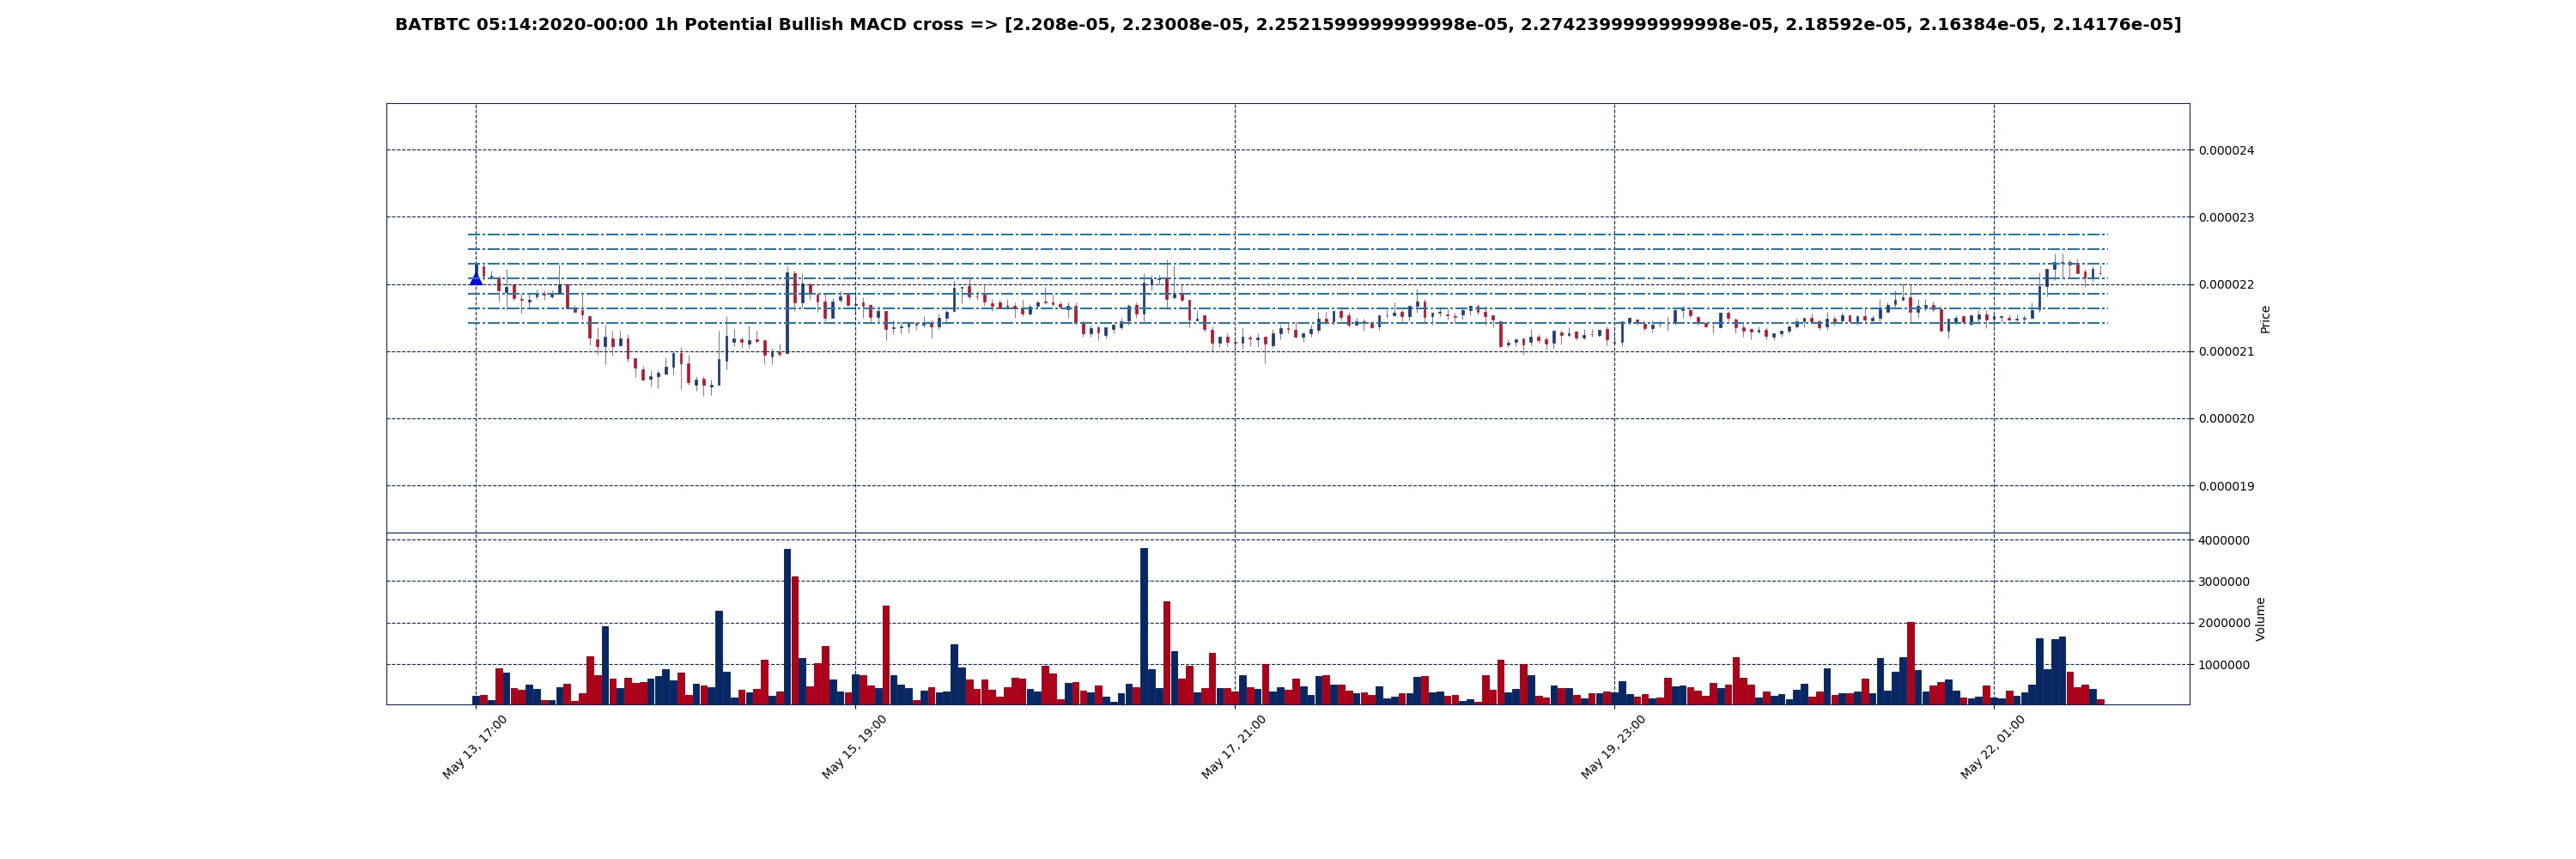 BATBTC 05:14:2020-00:00 1h Potential Bullish MACD cross => [2.208e-05, 2.23008e-05, 2.2521599999999998e-05, 2.2742399999999998e-05, 2.18592e-05, 2.16384e-05, 2.14176e-05]
0.000024
0.000023
0.000022
0.000021
0.000020
0.000019
Price
4000000
3000000
2000000
1000000
Volume
May 13, 17:00
May 15, 19:00
May 17, 21:00
May 19, 23:00
May 22, 01:00